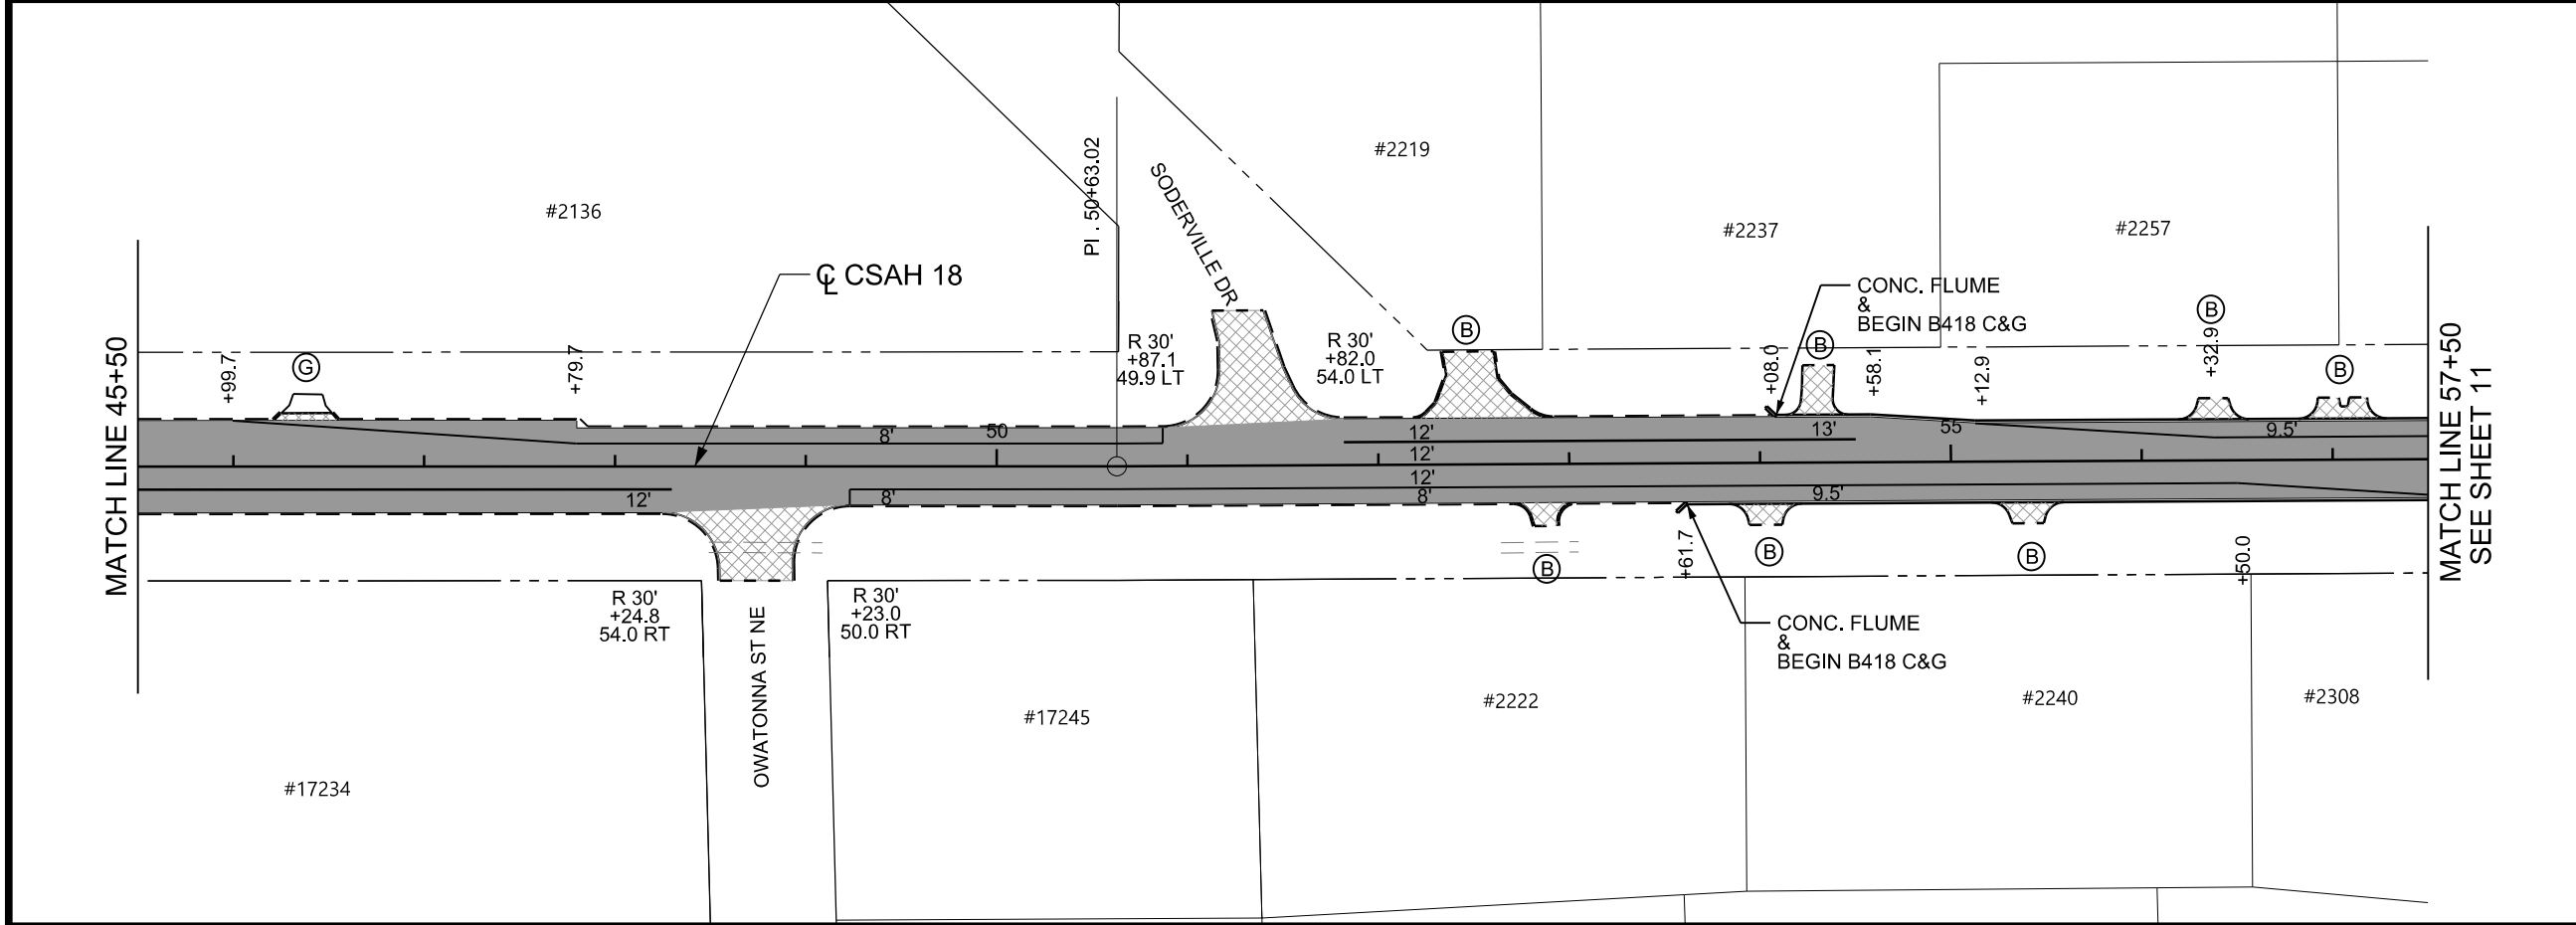 #2136
PI . 50+63.02
SODERVILLE DR
#2219
#2237
#2257
℄ CSAH 18
CONC. FLUME
&
BEGIN B418 C&G
MATCH LINE 45+50
+99.7
G
+79.7
R 30'
+87.1
49.9 LT
R 30'
+82.0
54.0 LT
B
+08.0
B
+58.1
+12.9
B
+32.9
B
MATCH LINE 57+50
SEE SHEET 11
8'
50
12'
13'
55
9.5'
12'
12'
12'
8'
8'
9.5'
B
+61.7
B
B
+50.0
R 30'
+24.8
54.0 RT
OWATONNA ST NE
R 30'
+23.0
50.0 RT
CONC. FLUME
&
BEGIN B418 C&G
#17234
#17245
#2222
#2240
#2308